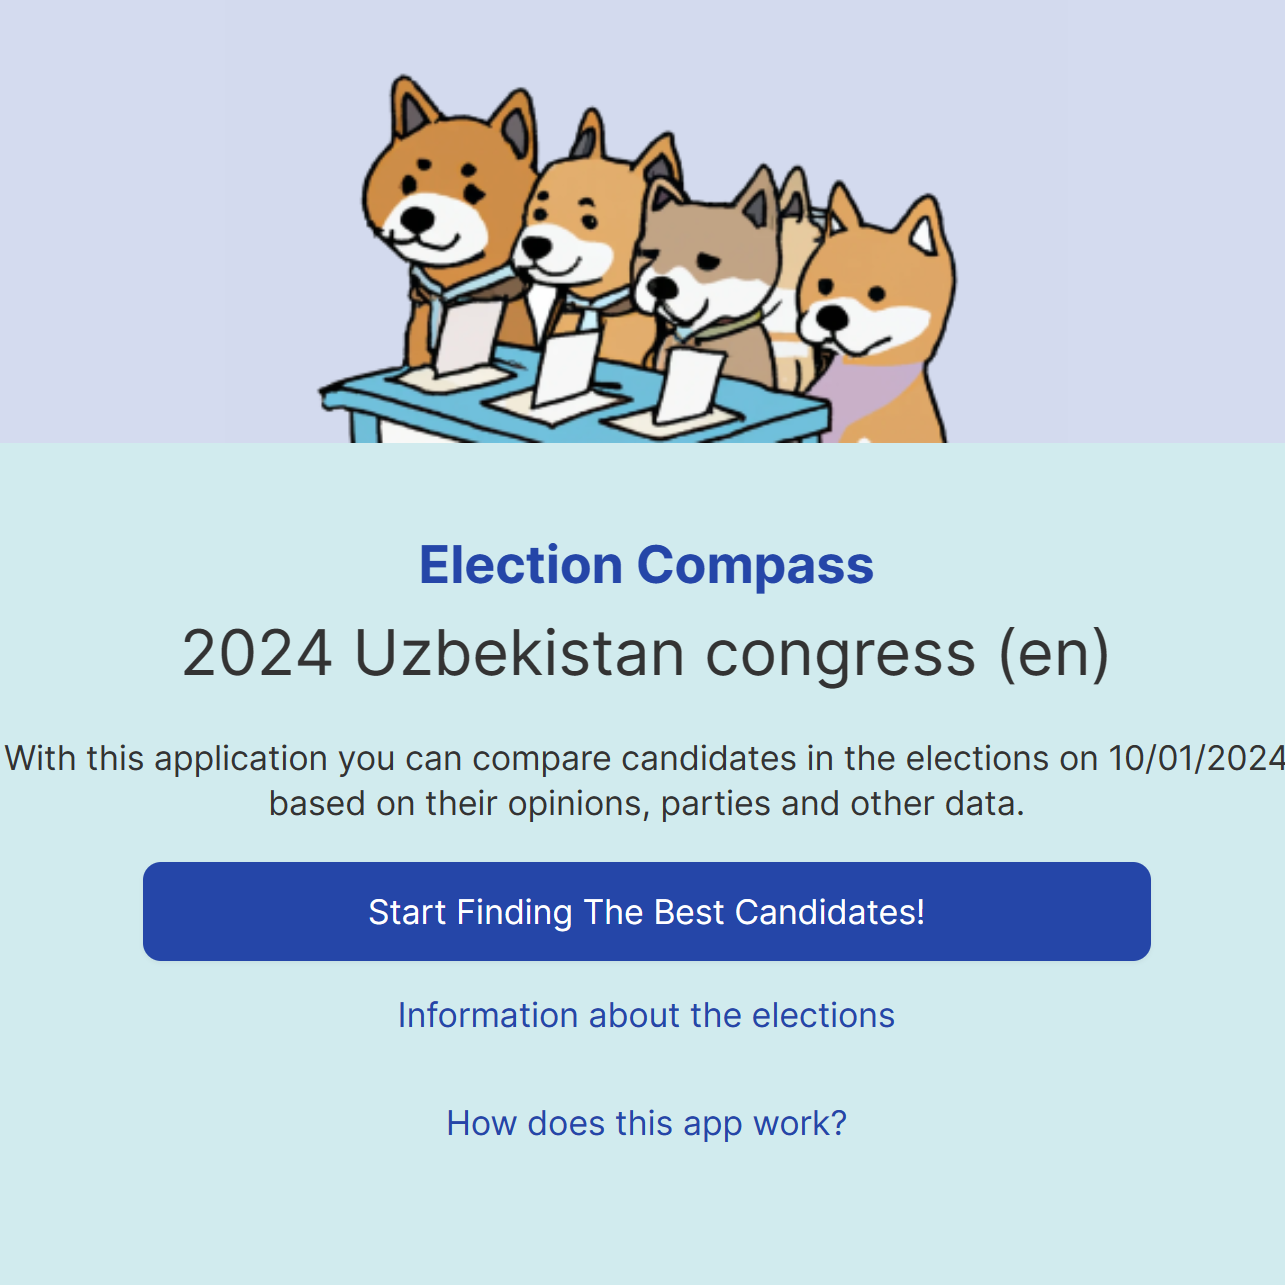 Election Compass
2024 Uzbekistan congress (en)
With this application you can compare candidates in the elections on 10/01/2024
based on their opinions, parties and other data.
Start Finding The Best Candidates!
Information about the elections
How does this app work?